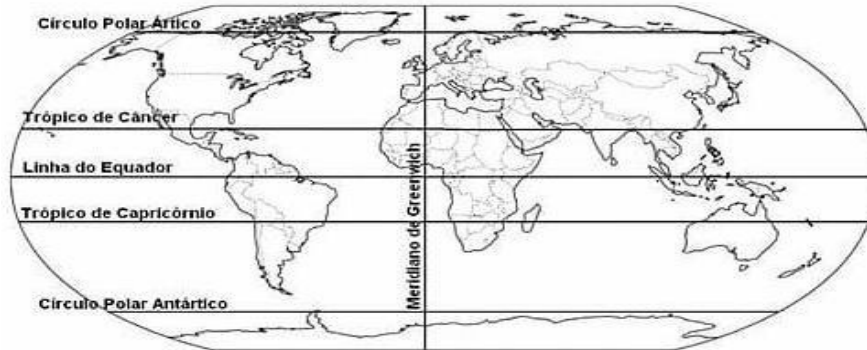 Círculo Polar Ártico
Trópico de Câncer
Linha do Equador
Trópico de Capricórnio
Círculo Polar Antártico
Meridiano de Greenwich